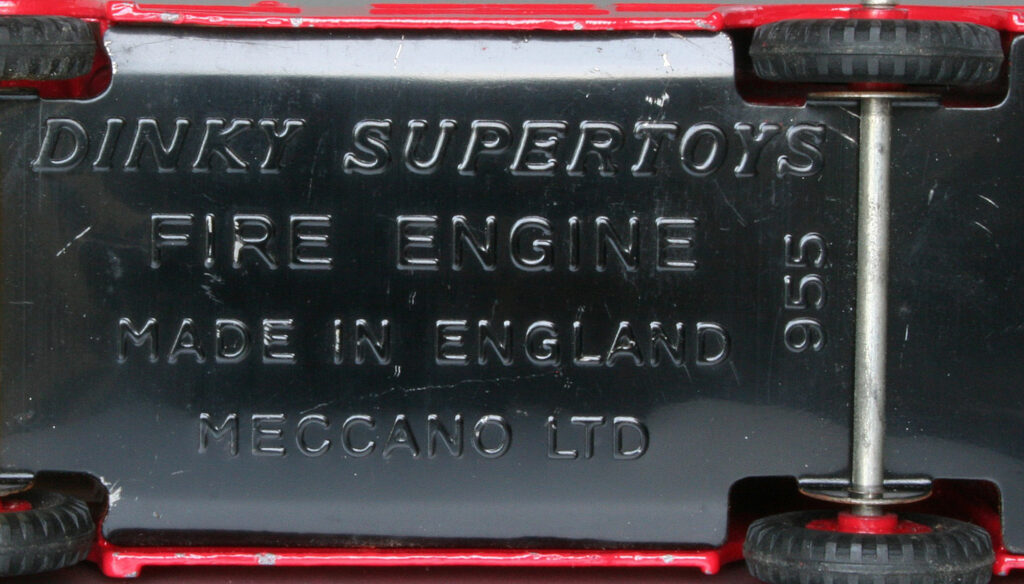 DINKY SUPERTOYS
FIRE ENGINE
MADE IN ENGLAND
MECCANO LTD
955